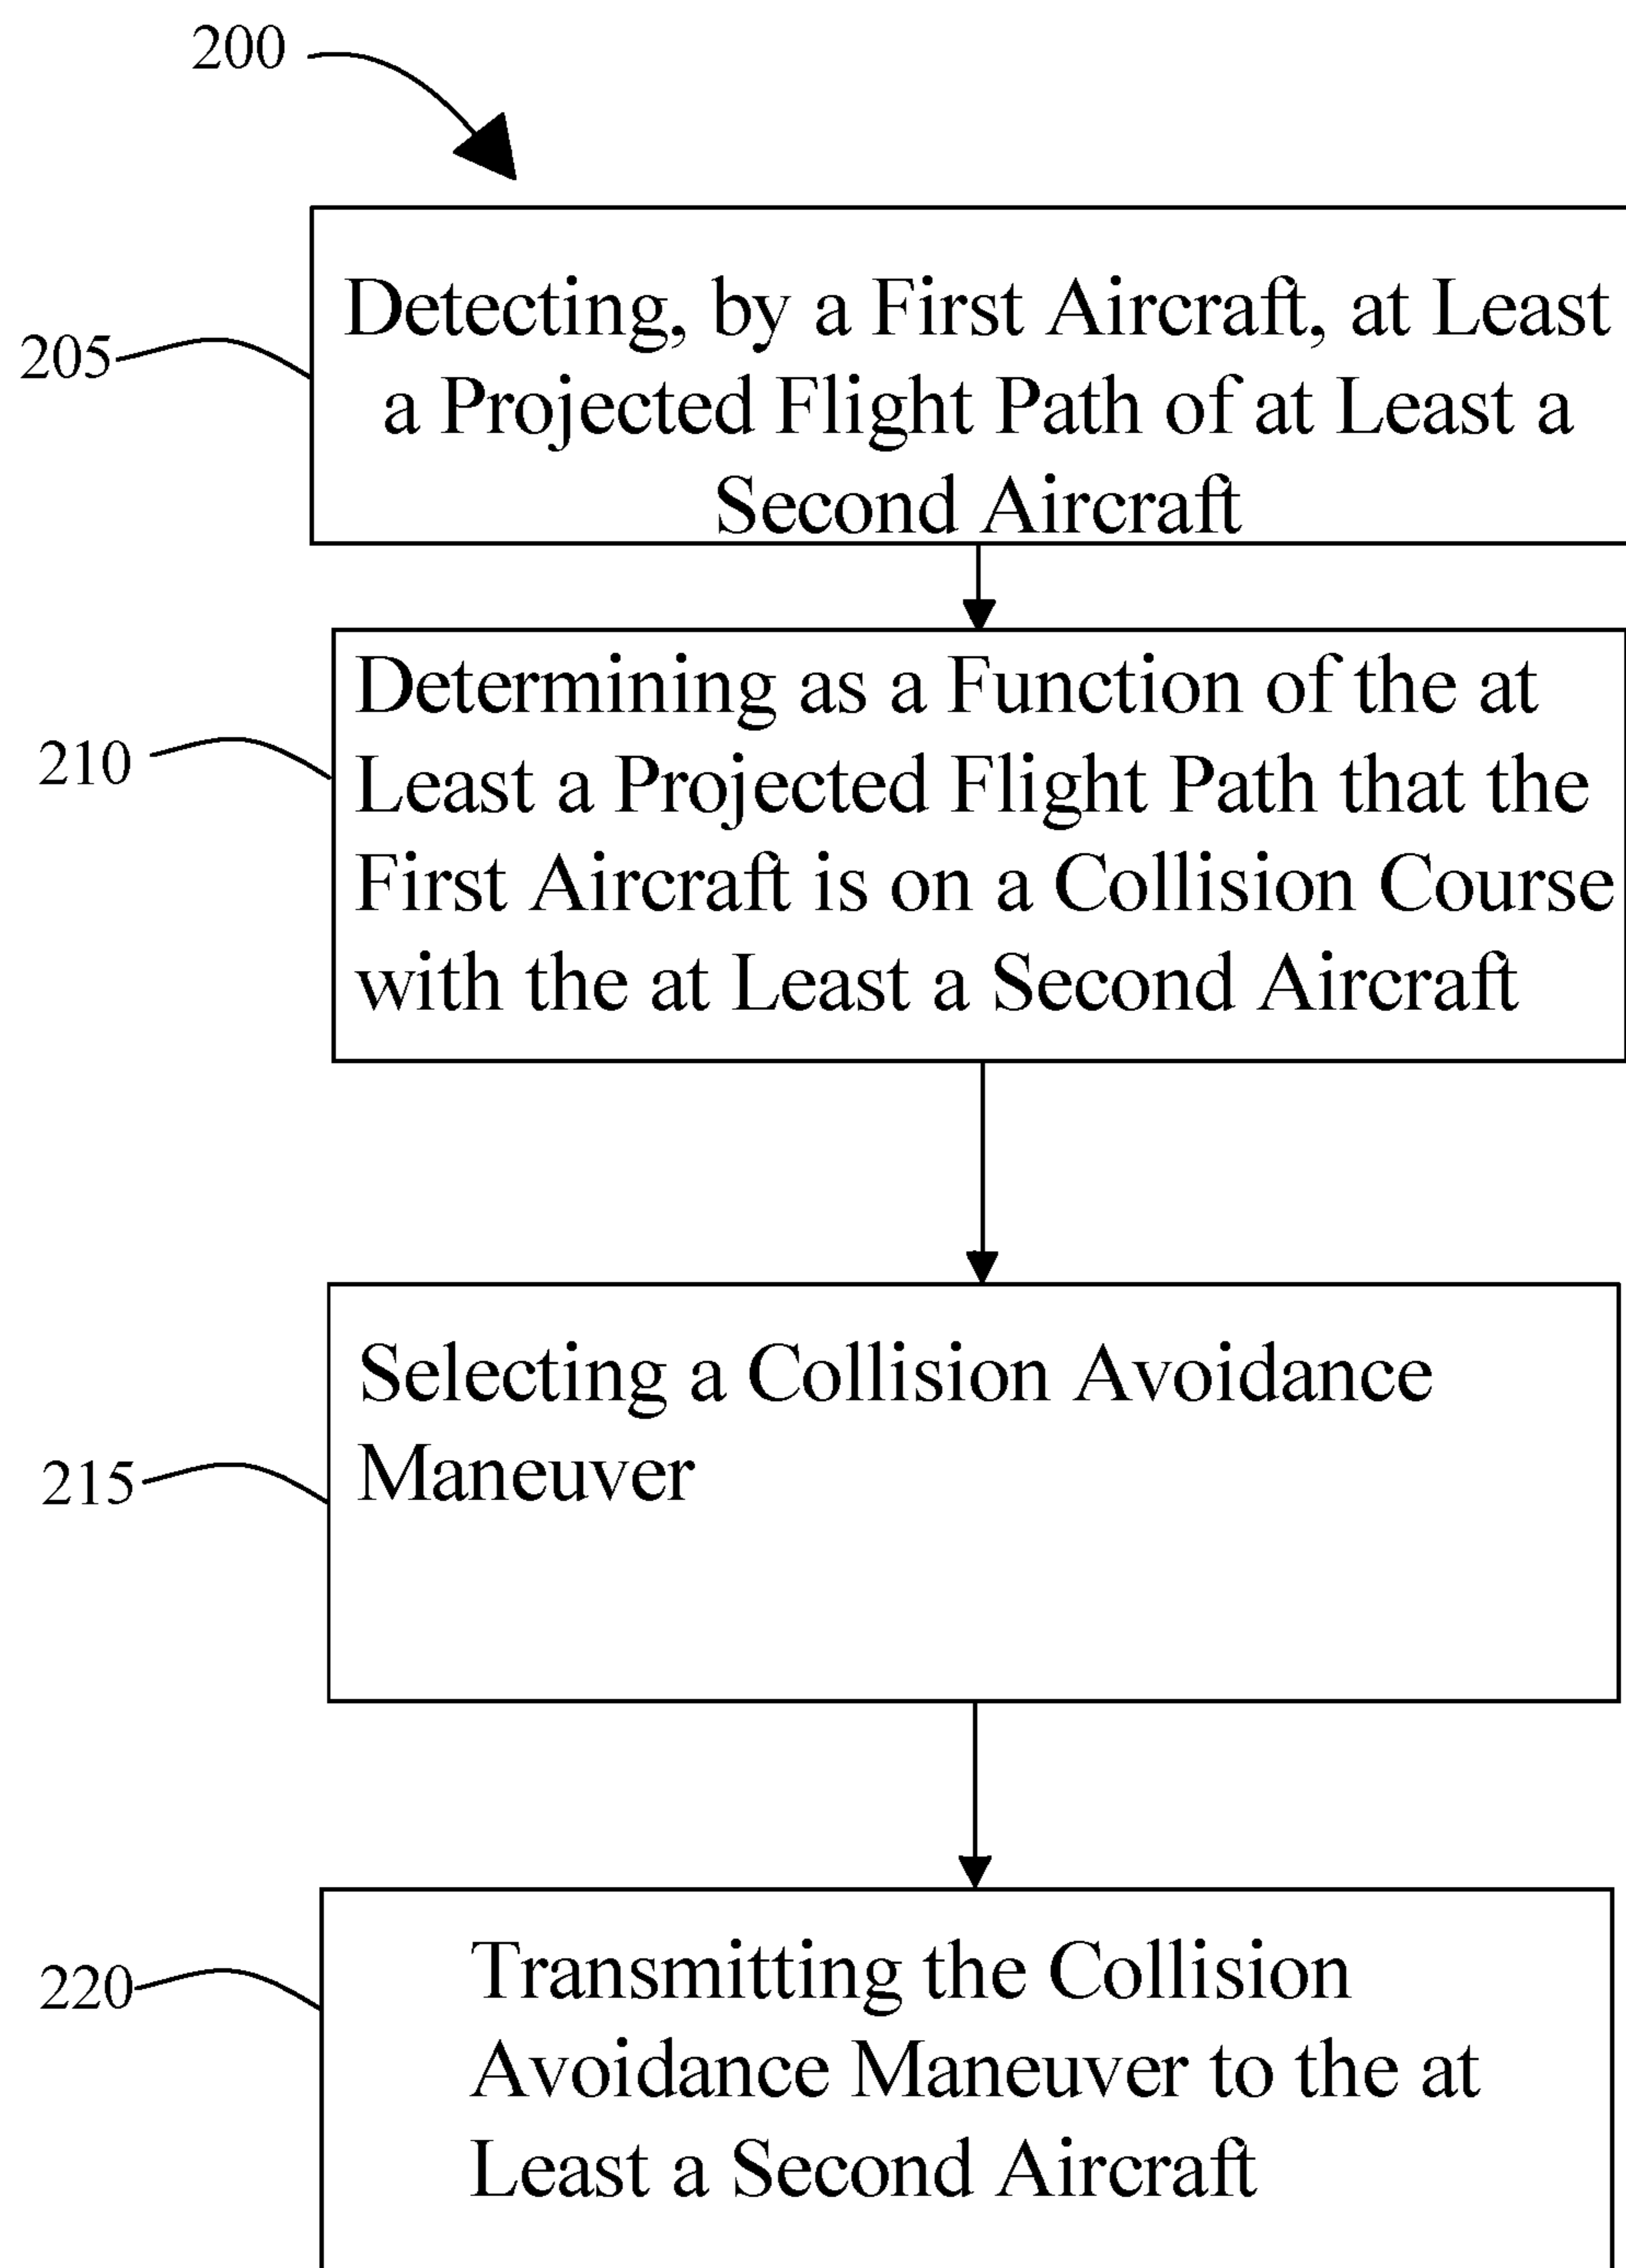 200
205
Detecting, by a First Aircraft, at Least
a Projected Flight Path of at Least a
Second Aircraft
210
Determining as a Function of the at
Least a Projected Flight Path that the
First Aircraft is on a Collision Course
with the at Least a Second Aircraft
215
Selecting a Collision Avoidance
Maneuver
220
Transmitting the Collision
Avoidance Maneuver to the at
Least a Second Aircraft